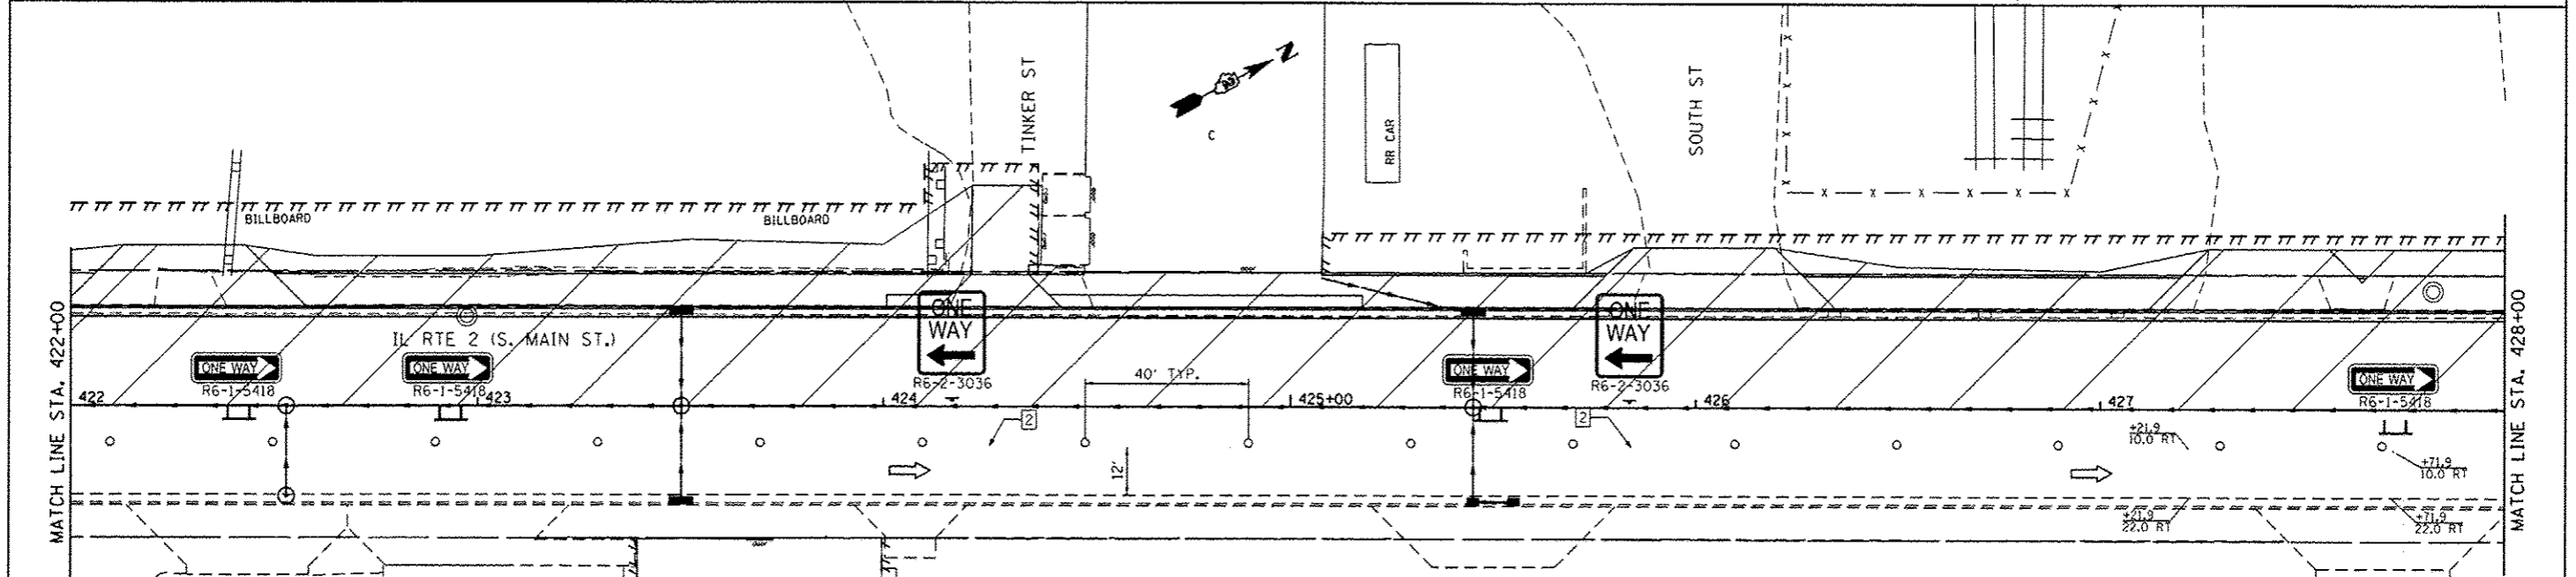 MATCH LINE STA. 422+00
BILLBOARD
BILLBOARD
TINKER ST
N
C
RR CAR
SOUTH ST
IL RTE 2 (S. MAIN ST.)
ONE WAY
R6-1-5418
ONE WAY
R6-1-5418
ONE
WAY
R6-2-3036
ONE WAY
R6-1-5418
ONE
WAY
R6-2-3036
ONE WAY
R6-1-5418
40' TYP.
422
423
424
425+00
426
427
2
2
12'
+21.9
10.0 RT
+71.9
10.0 RT
+21.9
22.0 RT
+71.9
22.0 RT
MATCH LINE STA. 428+00